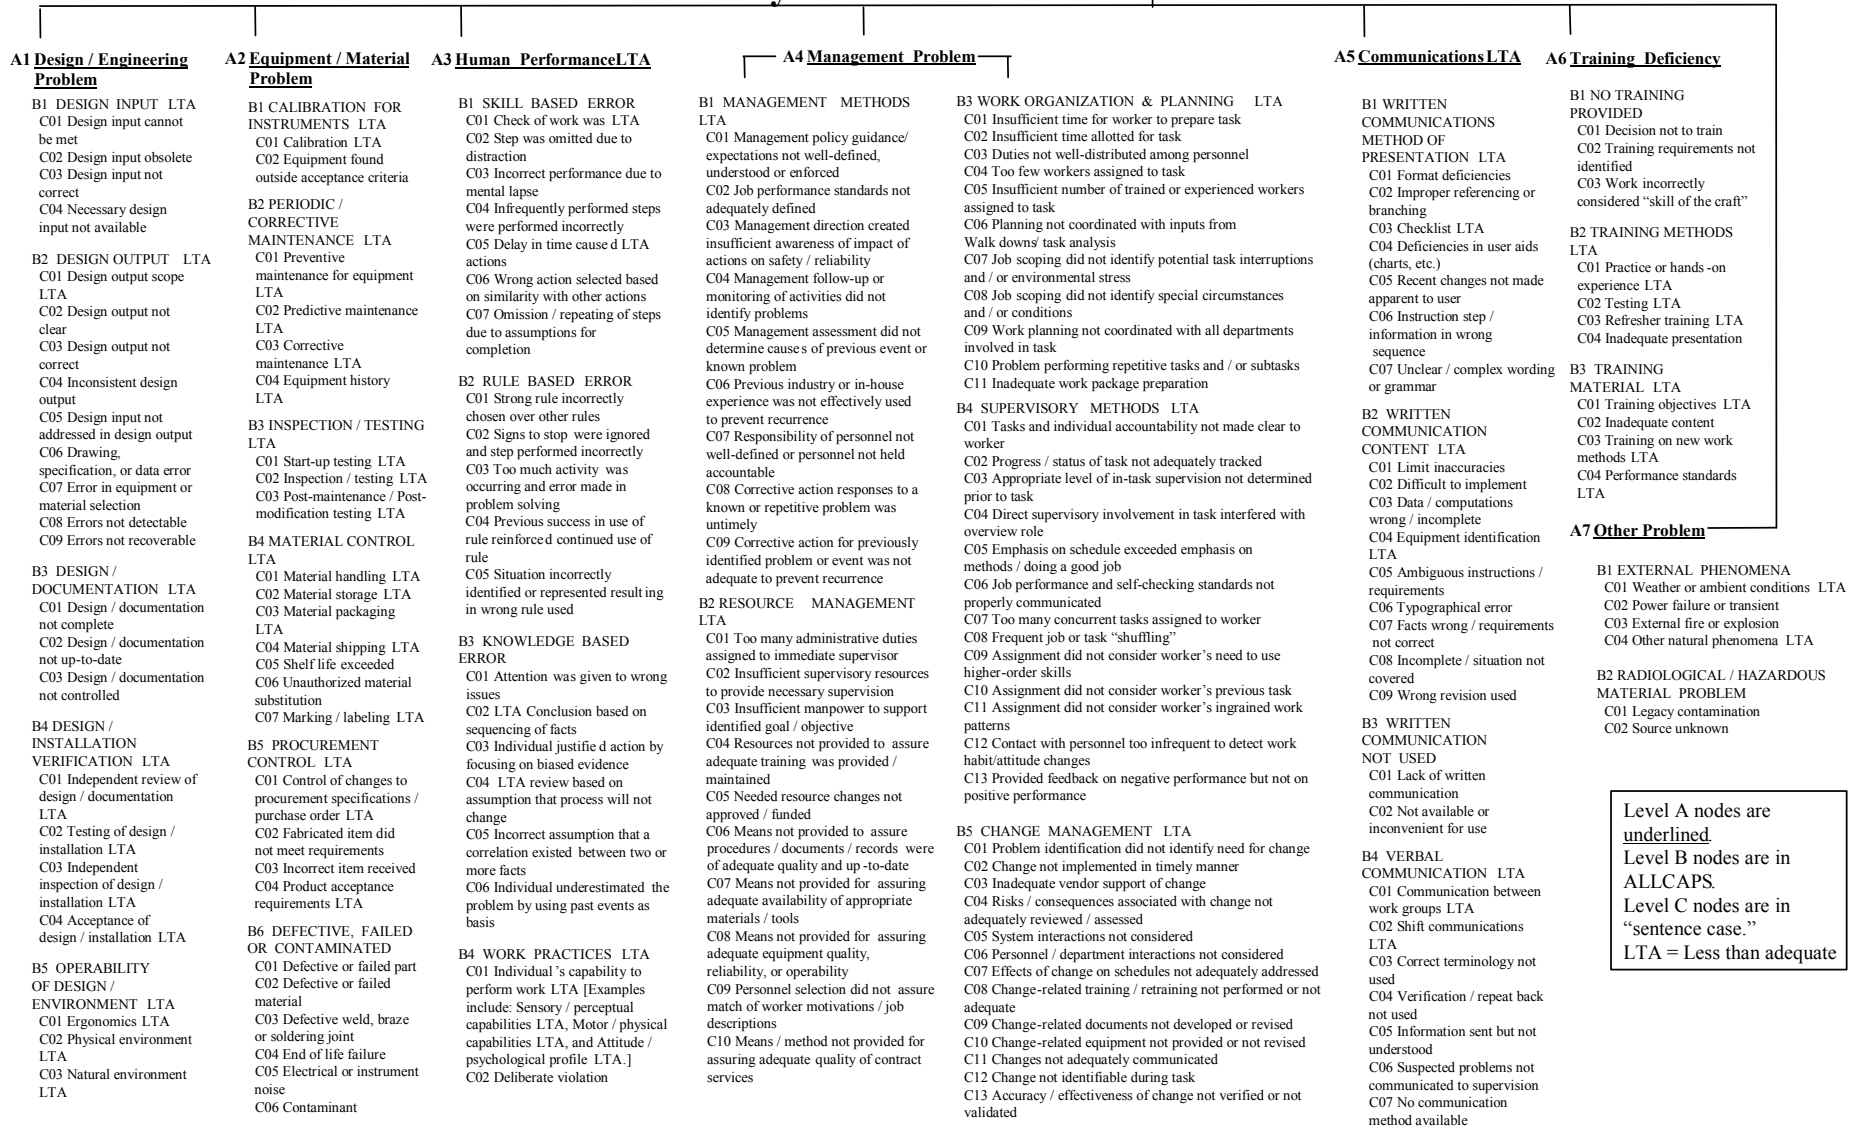 A1 Design / Engineering
Problem
B1 DESIGN INPUT LTA
C01 Design input cannot
be met
C02 Design input obsolete
C03 Design input not
correct
C04 Necessary design
input not available
B2 DESIGN OUTPUT LTA
C01 Design output scope
LTA
C02 Design output not
clear
C03 Design output not
correct
C04 Inconsistent design
output
C05 Design input not
addressed in design output
C06 Drawing,
specification, or data error
C07 Error in equipment or
material selection
C08 Errors not detectable
C09 Errors not recoverable
B3 DESIGN /
DOCUMENTATION LTA
C01 Design / documentation
not complete
C02 Design / documentation
not up-to-date
C03 Design / documentation
not controlled
B4 DESIGN /
INSTALLATION
VERIFICATION LTA
C01 Independent review of
design / documentation
LTA
C02 Testing of design /
installation LTA
C03 Independent
inspection of design /
installation LTA
C04 Acceptance of
design / installation LTA
B5 OPERABILITY
OF DESIGN /
ENVIRONMENT LTA
C01 Ergonomics LTA
C02 Physical environment
LTA
C03 Natural environment
LTA
A2 Equipment / Material
Problem
B1 CALIBRATION FOR
INSTRUMENTS LTA
C01 Calibration LTA
C02 Equipment found
outside acceptance criteria
B2 PERIODIC /
CORRECTIVE
MAINTENANCE LTA
C01 Preventive
maintenance for equipment
LTA
C02 Predictive maintenance
LTA
C03 Corrective
maintenance LTA
C04 Equipment history
LTA
B3 INSPECTION / TESTING
LTA
C01 Start-up testing LTA
C02 Inspection / testing LTA
C03 Post-maintenance / Post-
modification testing LTA
B4 MATERIAL CONTROL
LTA
C01 Material handling LTA
C02 Material storage LTA
C03 Material packaging
LTA
C04 Material shipping LTA
C05 Shelf life exceeded
C06 Unauthorized material
substitution
C07 Marking / labeling LTA
B5 PROCUREMENT
CONTROL LTA
C01 Control of changes to
procurement specifications /
purchase order LTA
C02 Fabricated item did
not meet requirements
C03 Incorrect item received
C04 Product acceptance
requirements LTA
B6 DEFECTIVE, FAILED
OR CONTAMINATED
C01 Defective or failed part
C02 Defective or failed
material
C03 Defective weld, braze
or soldering joint
C04 End of life failure
C05 Electrical or instrument
noise
C06 Contaminant
A3 Human PerformanceLTA
B1 SKILL BASED ERROR
C01 Check of work was LTA
C02 Step was omitted due to
distraction
C03 Incorrect performance due to
mental lapse
C04 Infrequently performed steps
were performed incorrectly
C05 Delay in time cause d LTA
actions
C06 Wrong action selected based
on similarity with other actions
C07 Omission / repeating of steps
due to assumptions for
completion
B2 RULE BASED ERROR
C01 Strong rule incorrectly
chosen over other rules
C02 Signs to stop were ignored
and step performed incorrectly
C03 Too much activity was
occurring and error made in
problem solving
C04 Previous success in use of
rule reinforce d continued use of
rule
C05 Situation incorrectly
identified or represented result ing
in wrong rule used
B3 KNOWLEDGE BASED
ERROR
C01 Attention was given to wrong
issues
C02 LTA Conclusion based on
sequencing of facts
C03 Individual justifie d action by
focusing on biased evidence
C04 LTA review based on
assumption that process will not
change
C05 Incorrect assumption that a
correlation existed between two or
more facts
C06 Individual underestimated the
problem by using past events as
basis
B4 WORK PRACTICES LTA
C01 Individual 's capability to
perform work LTA [Examples
include: Sensory / perceptual
capabilities LTA, Motor / physical
capabilities LTA, and Attitude /
psychological profile LTA.]
C02 Deliberate violation
A4 Management Problem
B1 MANAGEMENT METHODS
LTA
C01 Management policy guidance/
expectations not well-defined,
understood or enforced
C02 Job performance standards not
adequately defined
C03 Management direction created
insufficient awareness of impact of
actions on safety / reliability
C04 Management follow-up or
monitoring of activities did not
identify problems
C05 Management assessment did not
determine cause s of previous event or
known problem
C06 Previous industry or in-house
experience was not effectively used
to prevent recurrence
C07 Responsibility of personnel not
well-defined or personnel not held
accountable
C08 Corrective action responses to a
known or repetitive problem was
untimely
C09 Corrective action for previously
identified problem or event was not
adequate to prevent recurrence
B2 RESOURCE MANAGEMENT
LTA
C01 Too many administrative duties
assigned to immediate supervisor
C02 Insufficient supervisory resources
to provide necessary supervision
C03 Insufficient manpower to support
identified goal / objective
C04 Resources not provided to assure
adequate training was provided /
maintained
C05 Needed resource changes not
approved / funded
C06 Means not provided to assure
procedures / documents / records were
of adequate quality and up -to-date
C07 Means not provided for assuring
adequate availability of appropriate
materials / tools
C08 Means not provided for assuring
adequate equipment quality,
reliability, or operability
C09 Personnel selection did not assure
match of worker motivations / job
descriptions
C10 Means / method not provided for
assuring adequate quality of contract
services
B3 WORK ORGANIZATION & PLANNING LTA
C01 Insufficient time for worker to prepare task
C02 Insufficient time allotted for task
C03 Duties not well-distributed among personnel
C04 Too few workers assigned to task
C05 Insufficient number of trained or experienced workers
assigned to task
C06 Planning not coordinated with inputs from
Walk downs/ task analysis
C07 Job scoping did not identify potential task interruptions
and / or environmental stress
C08 Job scoping did not identify special circumstances
and / or conditions
C09 Work planning not coordinated with all departments
involved in task
C10 Problem performing repetitive tasks and / or subtasks
C11 Inadequate work package preparation
B4 SUPERVISORY METHODS LTA
C01 Tasks and individual accountability not made clear to
worker
C02 Progress / status of task not adequately tracked
C03 Appropriate level of in-task supervision not determined
prior to task
C04 Direct supervisory involvement in task interfered with
overview role
C05 Emphasis on schedule exceeded emphasis on
methods / doing a good job
C06 Job performance and self-checking standards not
properly communicated
C07 Too many concurrent tasks assigned to worker
C08 Frequent job or task “shuffling”
C09 Assignment did not consider worker’s need to use
higher-order skills
C10 Assignment did not consider worker’s previous task
C11 Assignment did not consider worker’s ingrained work
patterns
C12 Contact with personnel too infrequent to detect work
habit/attitude changes
C13 Provided feedback on negative performance but not on
positive performance
B5 CHANGE MANAGEMENT LTA
C01 Problem identification did not identify need for change
C02 Change not implemented in timely manner
C03 Inadequate vendor support of change
C04 Risks / consequences associated with change not
adequately reviewed / assessed
C05 System interactions not considered
C06 Personnel / department interactions not considered
C07 Effects of change on schedules not adequately addressed
C08 Change-related training / retraining not performed or not
adequate
C09 Change-related documents not developed or revised
C10 Change-related equipment not provided or not revised
C11 Changes not adequately communicated
C12 Change not identifiable during task
C13 Accuracy / effectiveness of change not verified or not
validated
A5 Communications LTA
B1 WRITTEN
COMMUNICATIONS
METHOD OF
PRESENTATION LTA
C01 Format deficiencies
C02 Improper referencing or
branching
C03 Checklist LTA
C04 Deficiencies in user aids
(charts, etc.)
C05 Recent changes not made
apparent to user
C06 Instruction step /
information in wrong
sequence
C07 Unclear / complex wording
or grammar
B2 WRITTEN
COMMUNICATION
CONTENT LTA
C01 Limit inaccuracies
C02 Difficult to implement
C03 Data / computations
wrong / incomplete
C04 Equipment identification
LTA
C05 Ambiguous instructions /
requirements
C06 Typographical error
C07 Facts wrong / requirements
not correct
C08 Incomplete / situation not
covered
C09 Wrong revision used
B3 WRITTEN
COMMUNICATION
NOT USED
C01 Lack of written
communication
C02 Not available or
inconvenient for use
B4 VERBAL
COMMUNICATION LTA
C01 Communication between
work groups LTA
C02 Shift communications
LTA
C03 Correct terminology not
used
C04 Verification / repeat back
not used
C05 Information sent but not
understood
C06 Suspected problems not
communicated to supervision
C07 No communication
method available
A6 Training Deficiency
B1 NO TRAINING
PROVIDED
C01 Decision not to train
C02 Training requirements not
identified
C03 Work incorrectly
considered “skill of the craft”
B2 TRAINING METHODS
LTA
C01 Practice or hands -on
experience LTA
C02 Testing LTA
C03 Refresher training LTA
C04 Inadequate presentation
B3 TRAINING
MATERIAL LTA
C01 Training objectives LTA
C02 Inadequate content
C03 Training on new work
methods LTA
C04 Performance standards
LTA
A7 Other Problem
B1 EXTERNAL PHENOMENA
C01 Weather or ambient conditions LTA
C02 Power failure or transient
C03 External fire or explosion
C04 Other natural phenomena LTA
B2 RADIOLOGICAL / HAZARDOUS
MATERIAL PROBLEM
C01 Legacy contamination
C02 Source unknown
Level A nodes are
underlined.
Level B nodes are in
ALLCAPS.
Level C nodes are in
“sentence case.”
LTA = Less than adequate